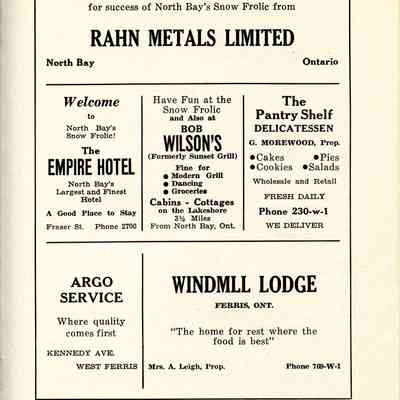 for success of North Bay's Snow Frolic from
RAHN METALS LIMITED
North Bay Ontario
Welcome
to
North Bay's
Snow Frolic!
The
EMPIRE HOTEL
North Bay's
Largest and Finest
Hotel
A Good Place to Stay
Fraser St. Phone 2700
Have Fun at the
Snow Frolic
and Also at
BOB
WILSON'S
(Formerly Sunset Grill)
Fine for
● Modern Grill
● Dancing
● Groceries
Cabins - Cottages
on the Lakeshore
3½ Miles
From North Bay, Ont.
The
Pantry Shelf
DELICATESSEN
G. MOREWOOD, Prop.
●Cakes ●Pies
●Cookies ●Salads
Wholesale and Retail
FRESH DAILY
Phone 230-w-1
WE DELIVER
ARGO
SERVICE
Where quality
comes first
KENNEDY AVE.
WEST FERRIS
WINDMLL LODGE
FERRIS, ONT.
"The home for rest where the
food is best"
Mrs. A. Leigh, Prop. Phone 769-W-1